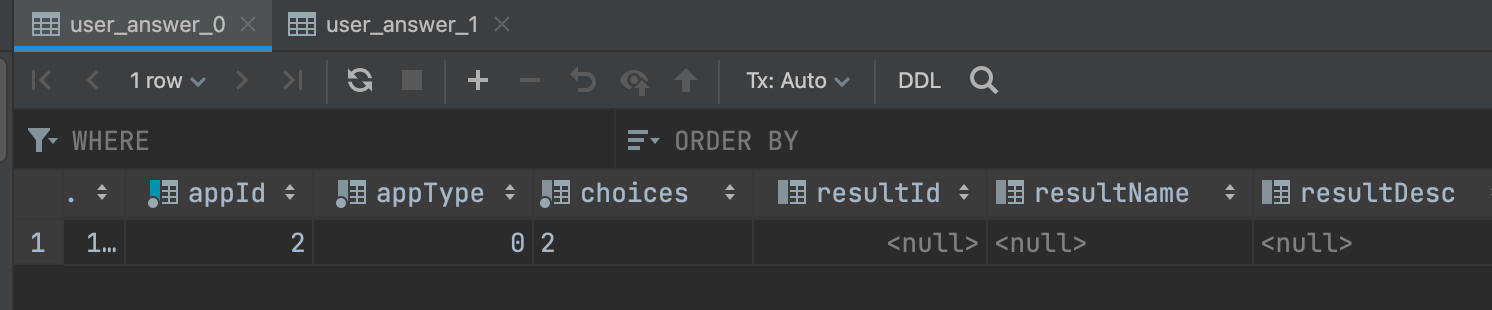 user_answer_0 user_answer_1
1 row Tx: Auto DDL
WHERE ORDER BY
. appId appType choices resultId resultName resultDesc
1 1… 2 0 2 <null> <null> <null>